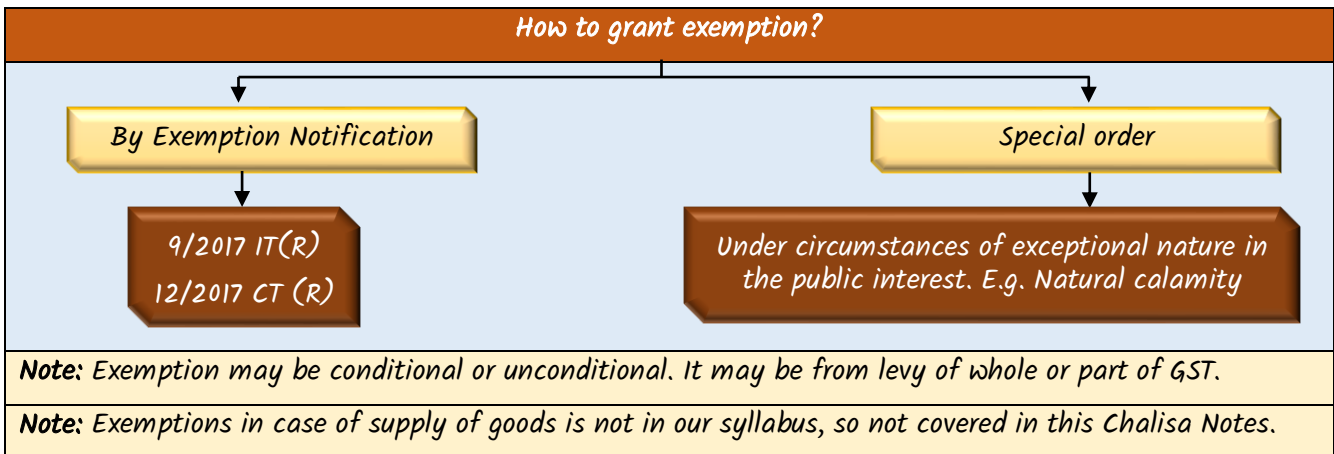 How to grant exemption?
By Exemption Notification
Special order
9/2017 IT(R)
12/2017 CT (R)
Under circumstances of exceptional nature in
the public interest. E.g. Natural calamity
Note: Exemption may be conditional or unconditional. It may be from levy of whole or part of GST.
Note: Exemptions in case of supply of goods is not in our syllabus, so not covered in this Chalisa Notes.